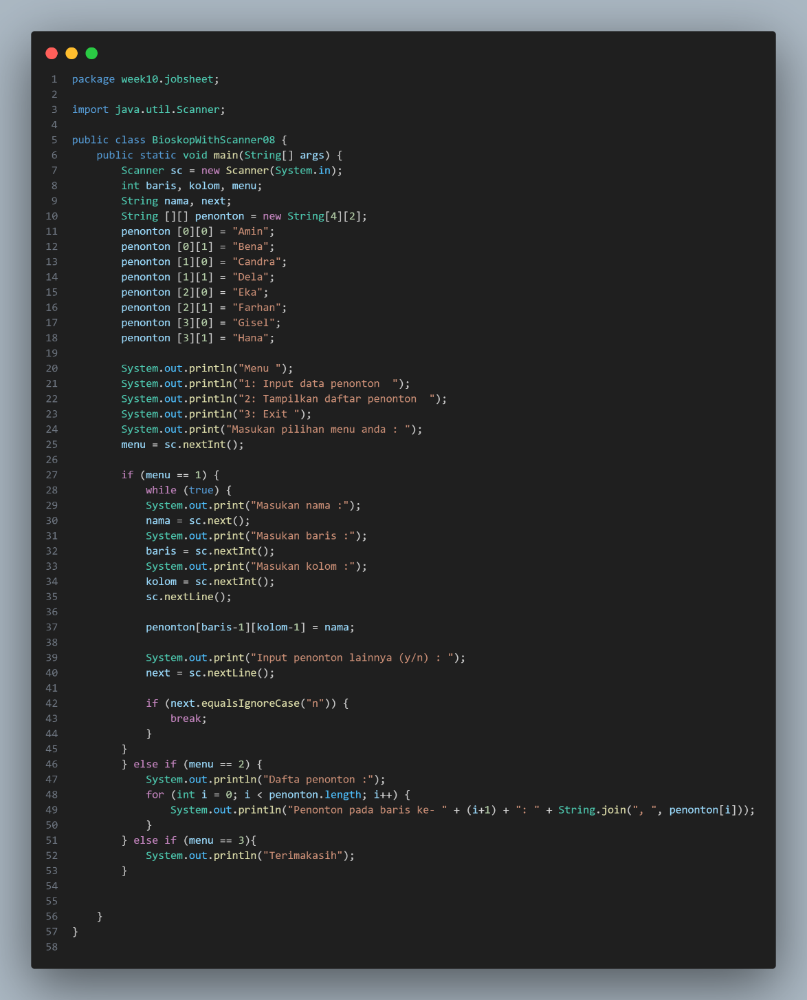 1 package week10.jobsheet;
2
3 import java.util.Scanner;
4
5 public class BioskopWithScanner08 {
6     public static void main(String[] args) {
7         Scanner sc = new Scanner(System.in);
8         int baris, kolom, menu;
9         String nama, next;
10         String [][] penonton = new String[4][2];
11         penonton [0][0] = "Amin";
12         penonton [0][1] = "Bena";
13         penonton [1][0] = "Candra";
14         penonton [1][1] = "Dela";
15         penonton [2][0] = "Eka";
16         penonton [2][1] = "Farhan";
17         penonton [3][0] = "Gisel";
18         penonton [3][1] = "Hana";
19
20         System.out.println("Menu ");
21         System.out.println("1: Input data penonton  ");
22         System.out.println("2: Tampilkan daftar penonton  ");
23         System.out.println("3: Exit ");
24         System.out.print("Masukan pilihan menu anda : ");
25         menu = sc.nextInt();
26
27         if (menu == 1) {
28             while (true) {
29             System.out.print("Masukan nama :");
30             nama = sc.next();
31             System.out.print("Masukan baris :");
32             baris = sc.nextInt();
33             System.out.print("Masukan kolom :");
34             kolom = sc.nextInt();
35             sc.nextLine();
36
37             penonton[baris-1][kolom-1] = nama;
38
39             System.out.print("Input penonton lainnya (y/n) : ");
40             next = sc.nextLine();
41
42             if (next.equalsIgnoreCase("n")) {
43                 break;
44             }
45         }
46         } else if (menu == 2) {
47             System.out.println("Dafta penonton :");
48             for (int i = 0; i < penonton.length; i++) {
49                 System.out.println("Penonton pada baris ke- " + (i+1) + ": " + String.join(", ", penonton[i]));
50             }
51         } else if (menu == 3){
52             System.out.println("Terimakasih");
53         }
54
55
56     }
57 }
58